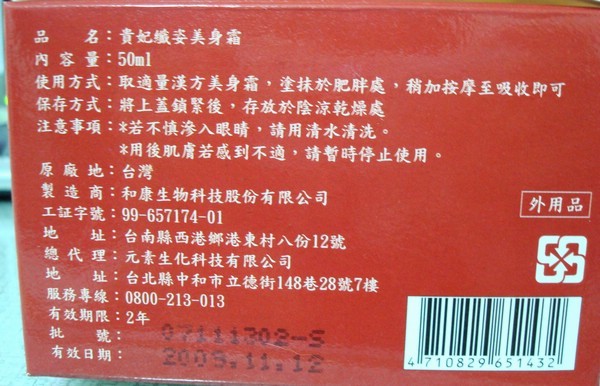 品　　名：貴妃纖姿美身霜
內 容 量：50ml
使用方式：取適量漢方美身霜，塗抹於肥胖處，稍加按摩至吸收即可
保存方式：將上蓋鎖緊後，存放於陰涼乾燥處
注意事項：*若不慎滲入眼睛，請用清水清洗。
*用後肌膚若感到不適，請暫時停止使用。
原 廠 地：台灣
製 造 商：和康生物科技股份有限公司
工証字號：99-657174-01
外用品
地　　址：台南縣西港鄉港東村八份12號
總 代 理：元素生化科技有限公司
地　　址：台北縣中和市立德街148巷28號7樓
服務專線：0800-213-013
有效期限：2年
批　　號：07111302-S
有效日期：2009.11.12
4 710829 651432